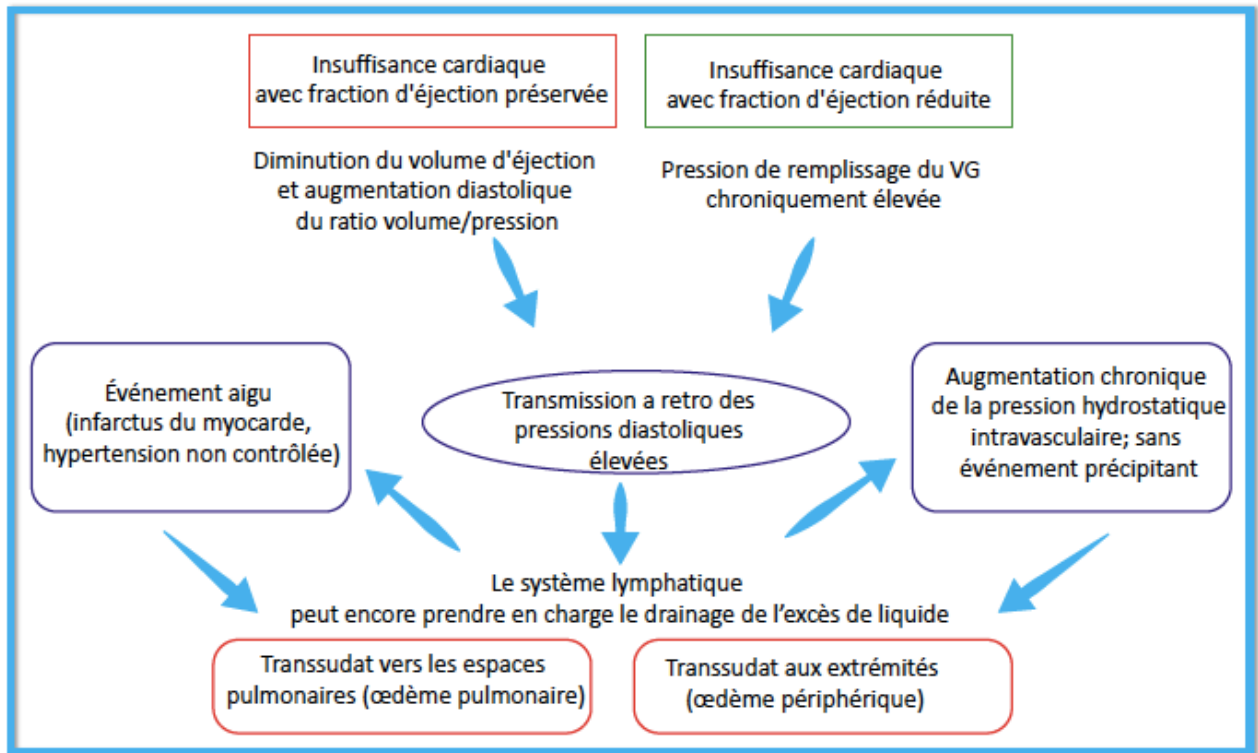 Insuffisance cardiaque
avec fraction d'éjection préservée
Insuffisance cardiaque
avec fraction d'éjection réduite
Diminution du volume d'éjection
et augmentation diastolique
du ratio volume/pression
Pression de remplissage du VG
chroniquement élevée
Événement aigu
(infarctus du myocarde,
hypertension non contrôlée)
Transmission a retro des
pressions diastoliques
élevées
Augmentation chronique
de la pression hydrostatique
intravasculaire; sans
événement précipitant
Le système lymphatique
peut encore prendre en charge le drainage de l’excès de liquide
Transsudat vers les espaces
pulmonaires (œdème pulmonaire)
Transsudat aux extrémités
(œdème périphérique)